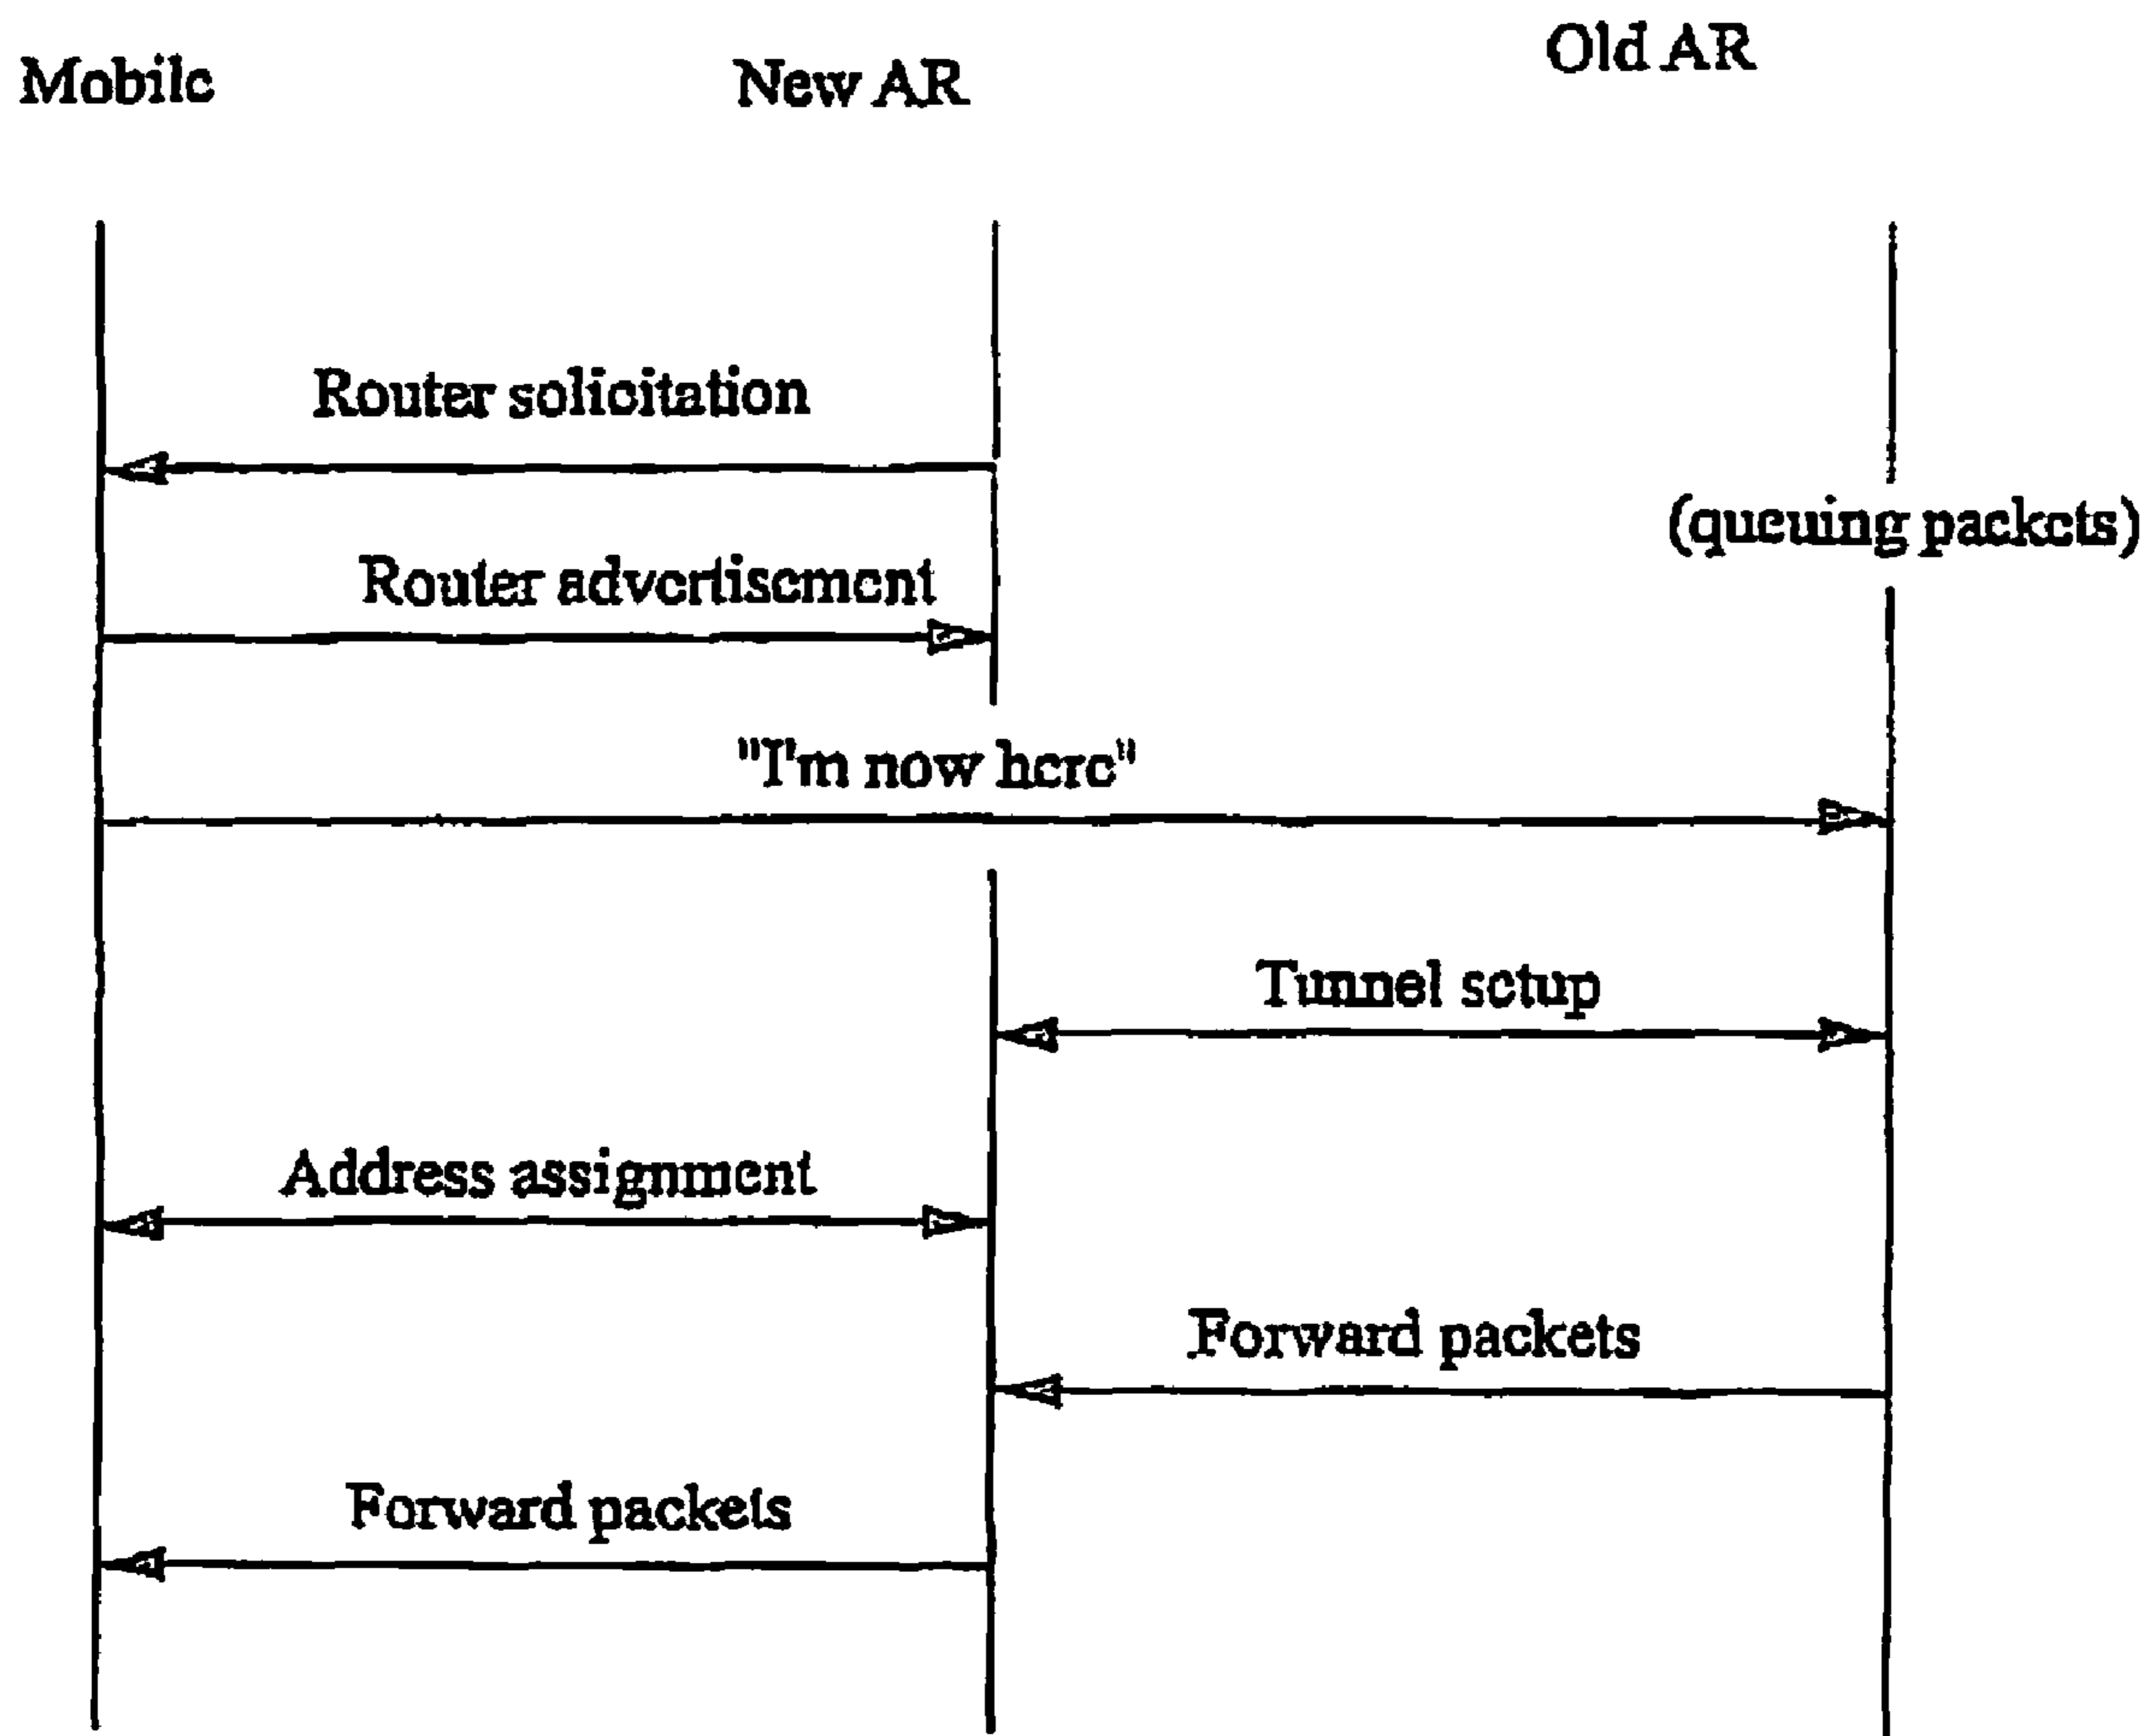 Mobile
New AR
Old AR
Router solicitation
(queuing packets)
Router advertisement
"I'm now here"
Tunnel setup
Address assignment
Forward packets
Forward packets